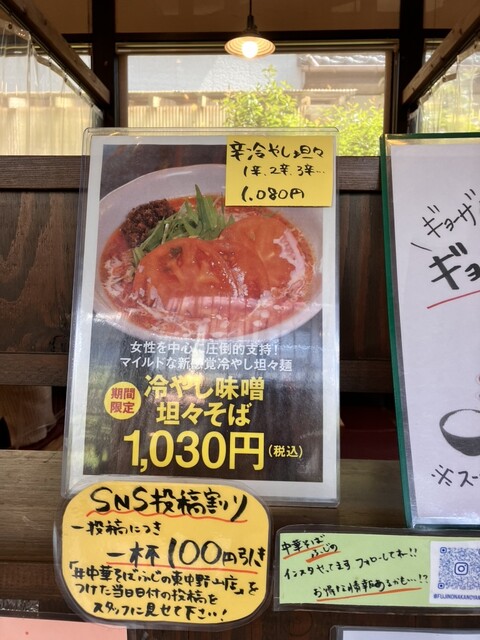 辛冷やし坦々
1辛、2辛、3辛…
1,080円
女性を中心に圧倒的支持!
マイルドな新感覚冷やし坦々麺
期間
限定
冷やし味噌
坦々そば
1,030円(税込)
SNS投稿割り
一投稿につき
一杯100円引き
「#中華そばふじの東中野山店」を
つけた当日付の投稿を
スタッフに見せて下さい!
ギョーザ
ギョ
※スー
中華そば
ふじの
インスタやってます フォローしてネ!!
お得な情報あるかも…!?
@FUJINONAKANOYA